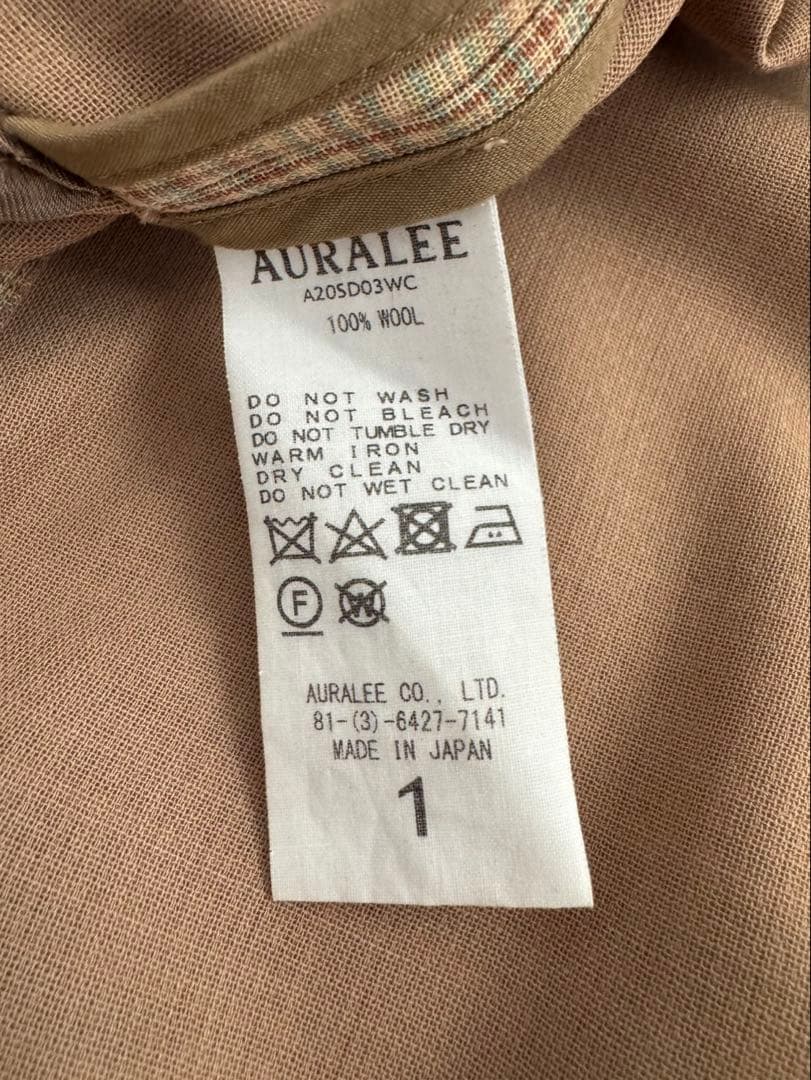 AURALEE
A20SD03WC
100% WOOL
DO NOT WASH
DO NOT BLEACH
DO NOT TUMBLE DRY
WARM IRON
DRY CLEAN
DO NOT WET CLEAN
F W
AURALEE CO., LTD.
81-(3)-6427-7141
MADE IN JAPAN
1